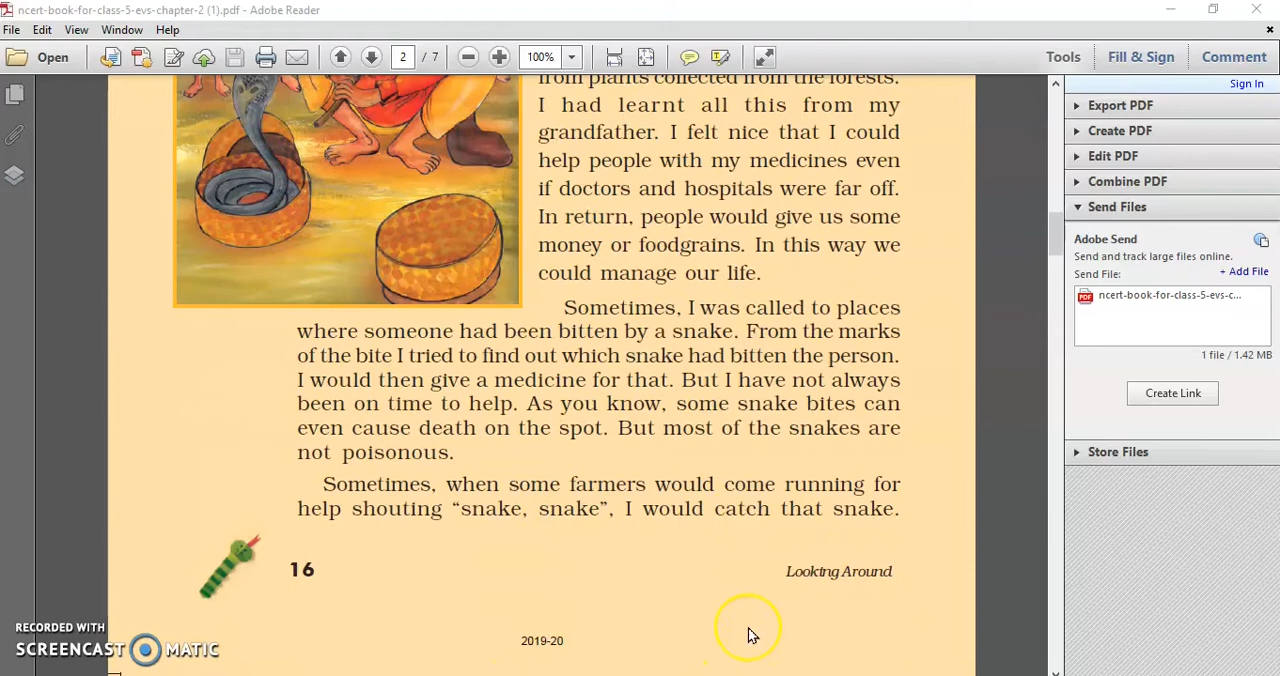 ncert-book-for-class-5-evs-chapter-2 (1).pdf - Adobe Reader
File Edit View Window Help
Open 2 / 7 100% Tools Fill & Sign Comment
Sign In
Export PDF
Create PDF
Edit PDF
Combine PDF
Send Files
Adobe Send
Send and track large files online.
Send File:
+ Add File
ncert-book-for-class-5-evs-c...
1 file / 1.42 MB
Create Link
Store Files
from plants collected from the forests.
I had learnt all this from my
grandfather. I felt nice that I could
help people with my medicines even
if doctors and hospitals were far off.
In return, people would give us some
money or foodgrains. In this way we
could manage our life.
Sometimes, I was called to places
where someone had been bitten by a snake. From the marks
of the bite I tried to find out which snake had bitten the person.
I would then give a medicine for that. But I have not always
been on time to help. As you know, some snake bites can
even cause death on the spot. But most of the snakes are
not poisonous.
Sometimes, when some farmers would come running for
help shouting “snake, snake”, I would catch that snake.
16
Looking Around
2019-20
RECORDED WITH
SCREENCAST MATIC